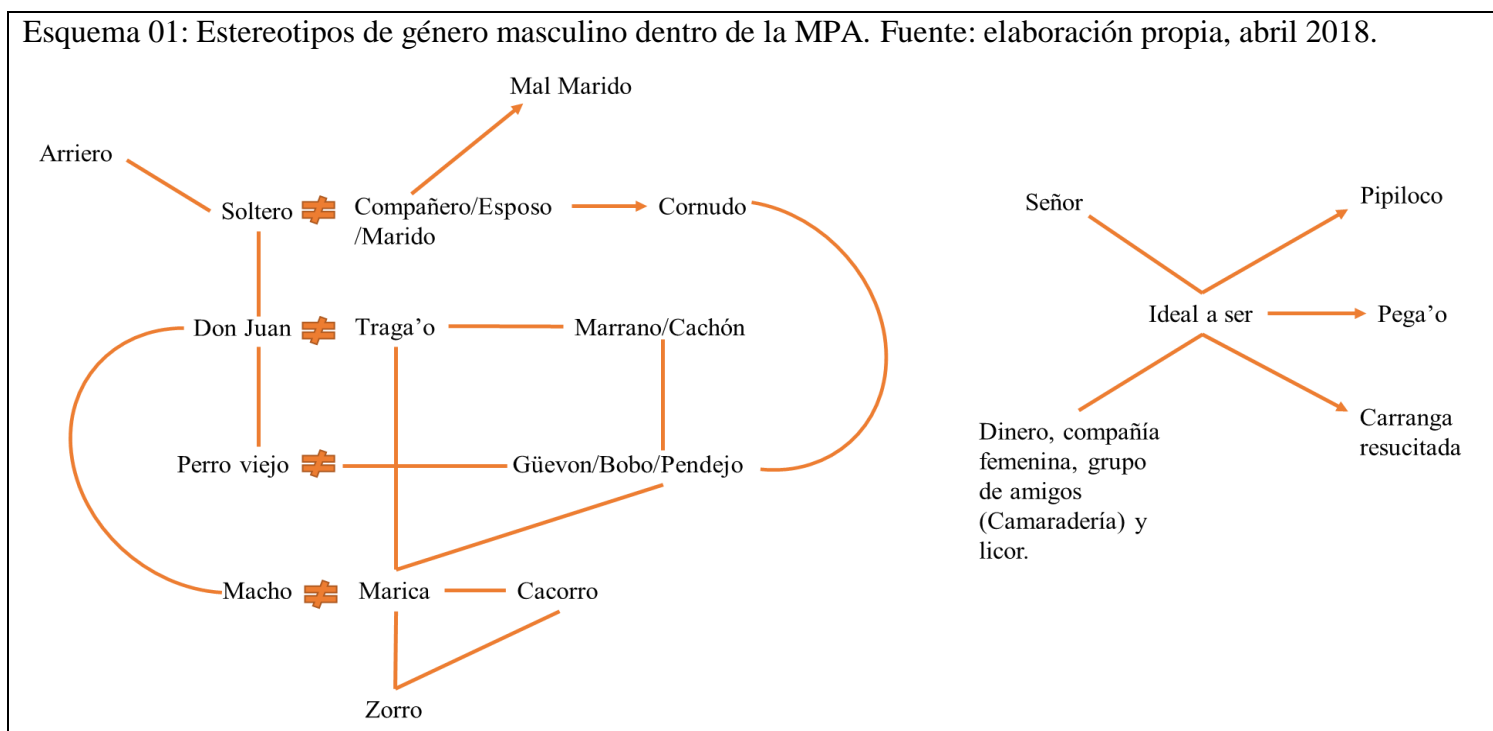 Esquema 01: Estereotipos de género masculino dentro de la MPA. Fuente: elaboración propia, abril 2018.
Mal Marido
Arriero
Soltero
≠
Compañero/Esposo
/Marido
Cornudo
Don Juan
≠
Traga’o
Marrano/Cachón
Perro viejo
≠
Güevon/Bobo/Pendejo
Macho
≠
Marica
Cacorro
Zorro
Señor
Pipiloco
Ideal a ser
Pega’o
Dinero, compañía
femenina, grupo
de amigos
(Camaradería) y
licor.
Carranga
resucitada